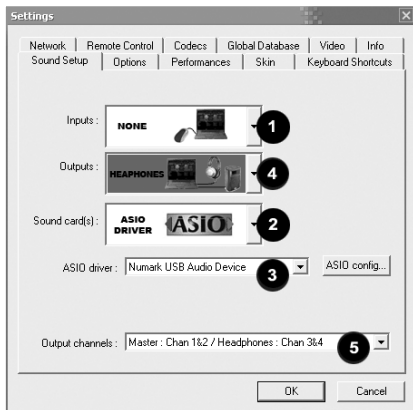 Settings
Network Remote Control Codecs Global Database Video Info
Sound Setup Options Performances Skin Keyboard Shortcuts
Inputs : NONE 1
Outputs : HEAPHONES 4
Sound card(s) : ASIO DRIVER ASIO 2
ASIO driver : Numark USB Audio Device 3 ASIO config...
Output channels : Master : Chan 1&2 / Headphones : Chan 3&4 5
OK Cancel